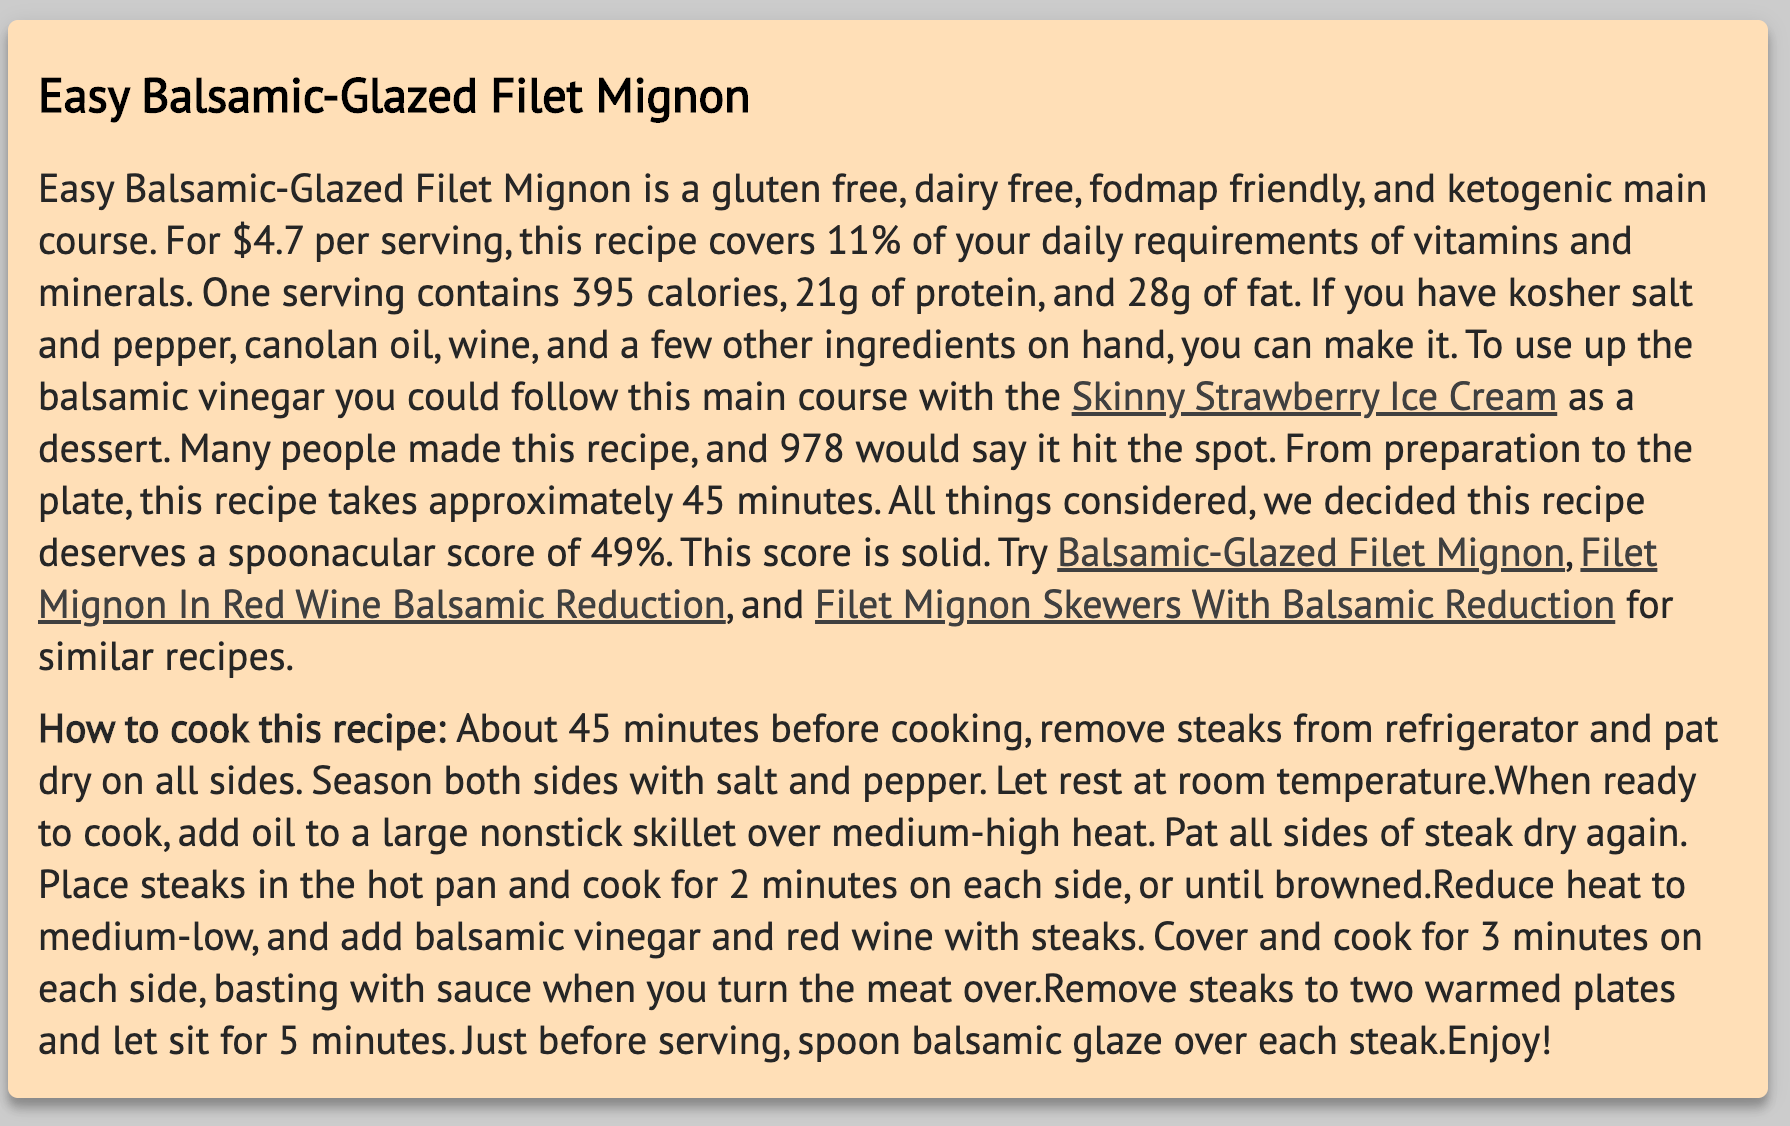 Easy Balsamic-Glazed Filet Mignon
Easy Balsamic-Glazed Filet Mignon is a gluten free, dairy free, fodmap friendly, and ketogenic main
course. For $4.7 per serving, this recipe covers 11% of your daily requirements of vitamins and
minerals. One serving contains 395 calories, 21g of protein, and 28g of fat. If you have kosher salt
and pepper, canolan oil, wine, and a few other ingredients on hand, you can make it. To use up the
balsamic vinegar you could follow this main course with the Skinny Strawberry Ice Cream as a
dessert. Many people made this recipe, and 978 would say it hit the spot. From preparation to the
plate, this recipe takes approximately 45 minutes. All things considered, we decided this recipe
deserves a spoonacular score of 49%. This score is solid. Try Balsamic-Glazed Filet Mignon, Filet
Mignon In Red Wine Balsamic Reduction, and Filet Mignon Skewers With Balsamic Reduction for
similar recipes.
How to cook this recipe: About 45 minutes before cooking, remove steaks from refrigerator and pat
dry on all sides. Season both sides with salt and pepper. Let rest at room temperature.When ready
to cook, add oil to a large nonstick skillet over medium-high heat. Pat all sides of steak dry again.
Place steaks in the hot pan and cook for 2 minutes on each side, or until browned.Reduce heat to
medium-low, and add balsamic vinegar and red wine with steaks. Cover and cook for 3 minutes on
each side, basting with sauce when you turn the meat over.Remove steaks to two warmed plates
and let sit for 5 minutes. Just before serving, spoon balsamic glaze over each steak.Enjoy!